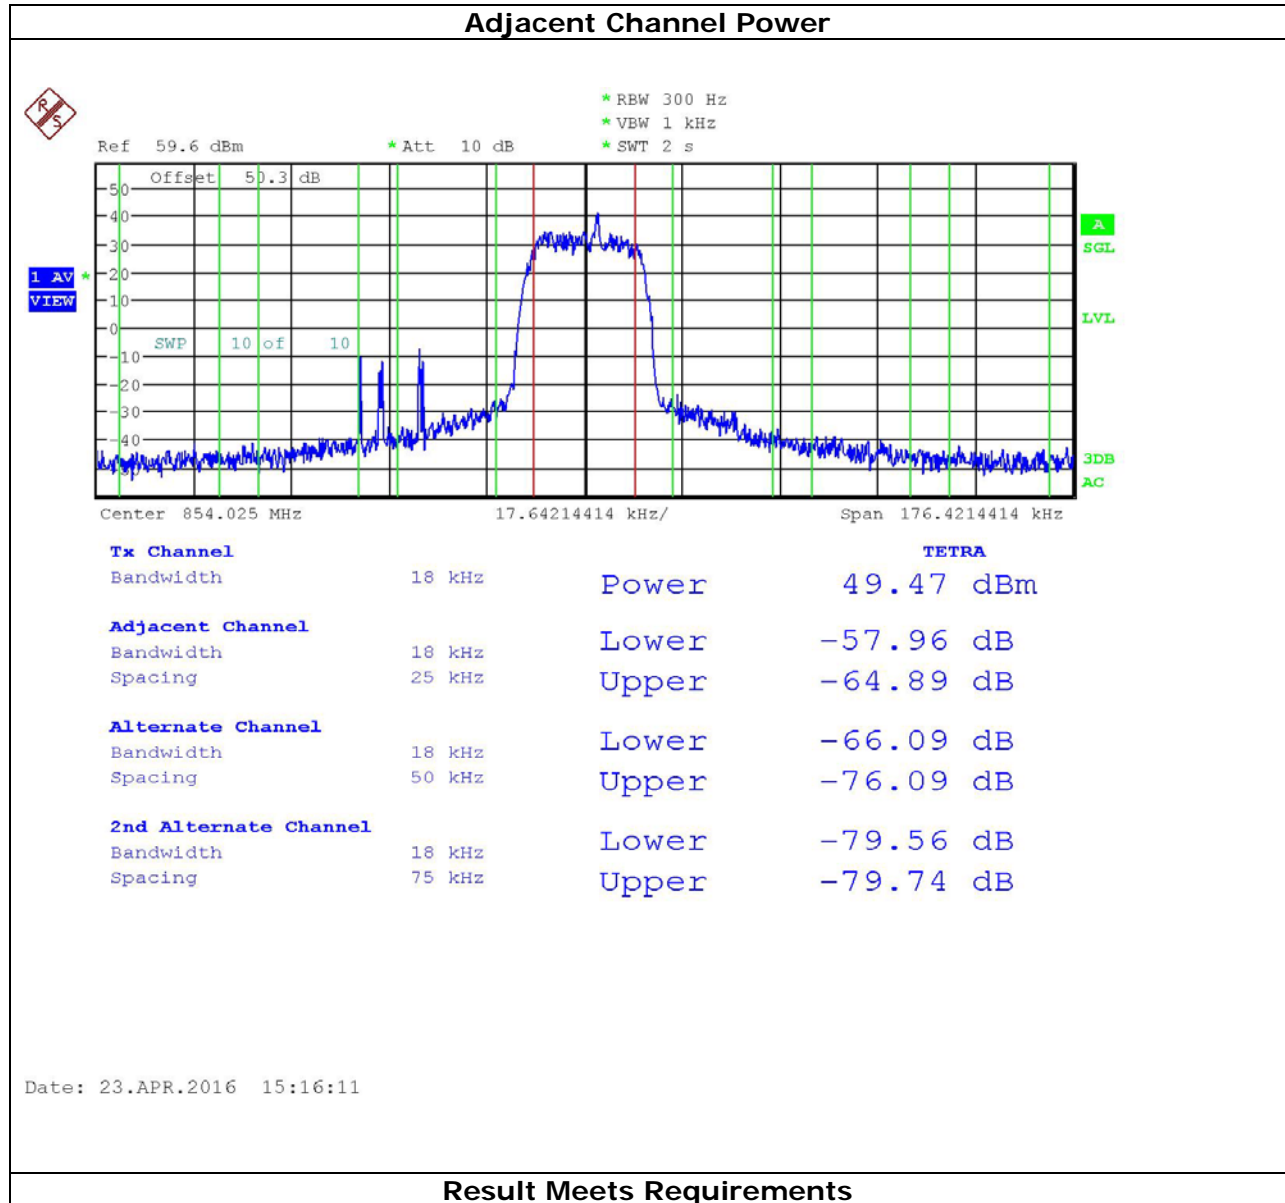 Adjacent Channel Power
R S
* RBW 300 Hz
* VBW 1 kHz
Ref 59.6 dBm * Att 10 dB * SWT 2 s
Offset 50.3 dB
50
40
A
30
SGL
1 AV *
20
VIEW
10
LVL
0
SWP 10 of 10
-10
-20
-30
-40
3DB
AC
Center 854.025 MHz 17.64214414 kHz/ Span 176.4214414 kHz
Tx Channel TETRA
Bandwidth 18 kHz Power 49.47 dBm
Adjacent Channel
Bandwidth 18 kHz Lower -57.96 dB
Spacing 25 kHz Upper -64.89 dB
Alternate Channel
Bandwidth 18 kHz Lower -66.09 dB
Spacing 50 kHz Upper -76.09 dB
2nd Alternate Channel
Bandwidth 18 kHz Lower -79.56 dB
Spacing 75 kHz Upper -79.74 dB
Date: 23.APR.2016 15:16:11
Result Meets Requirements